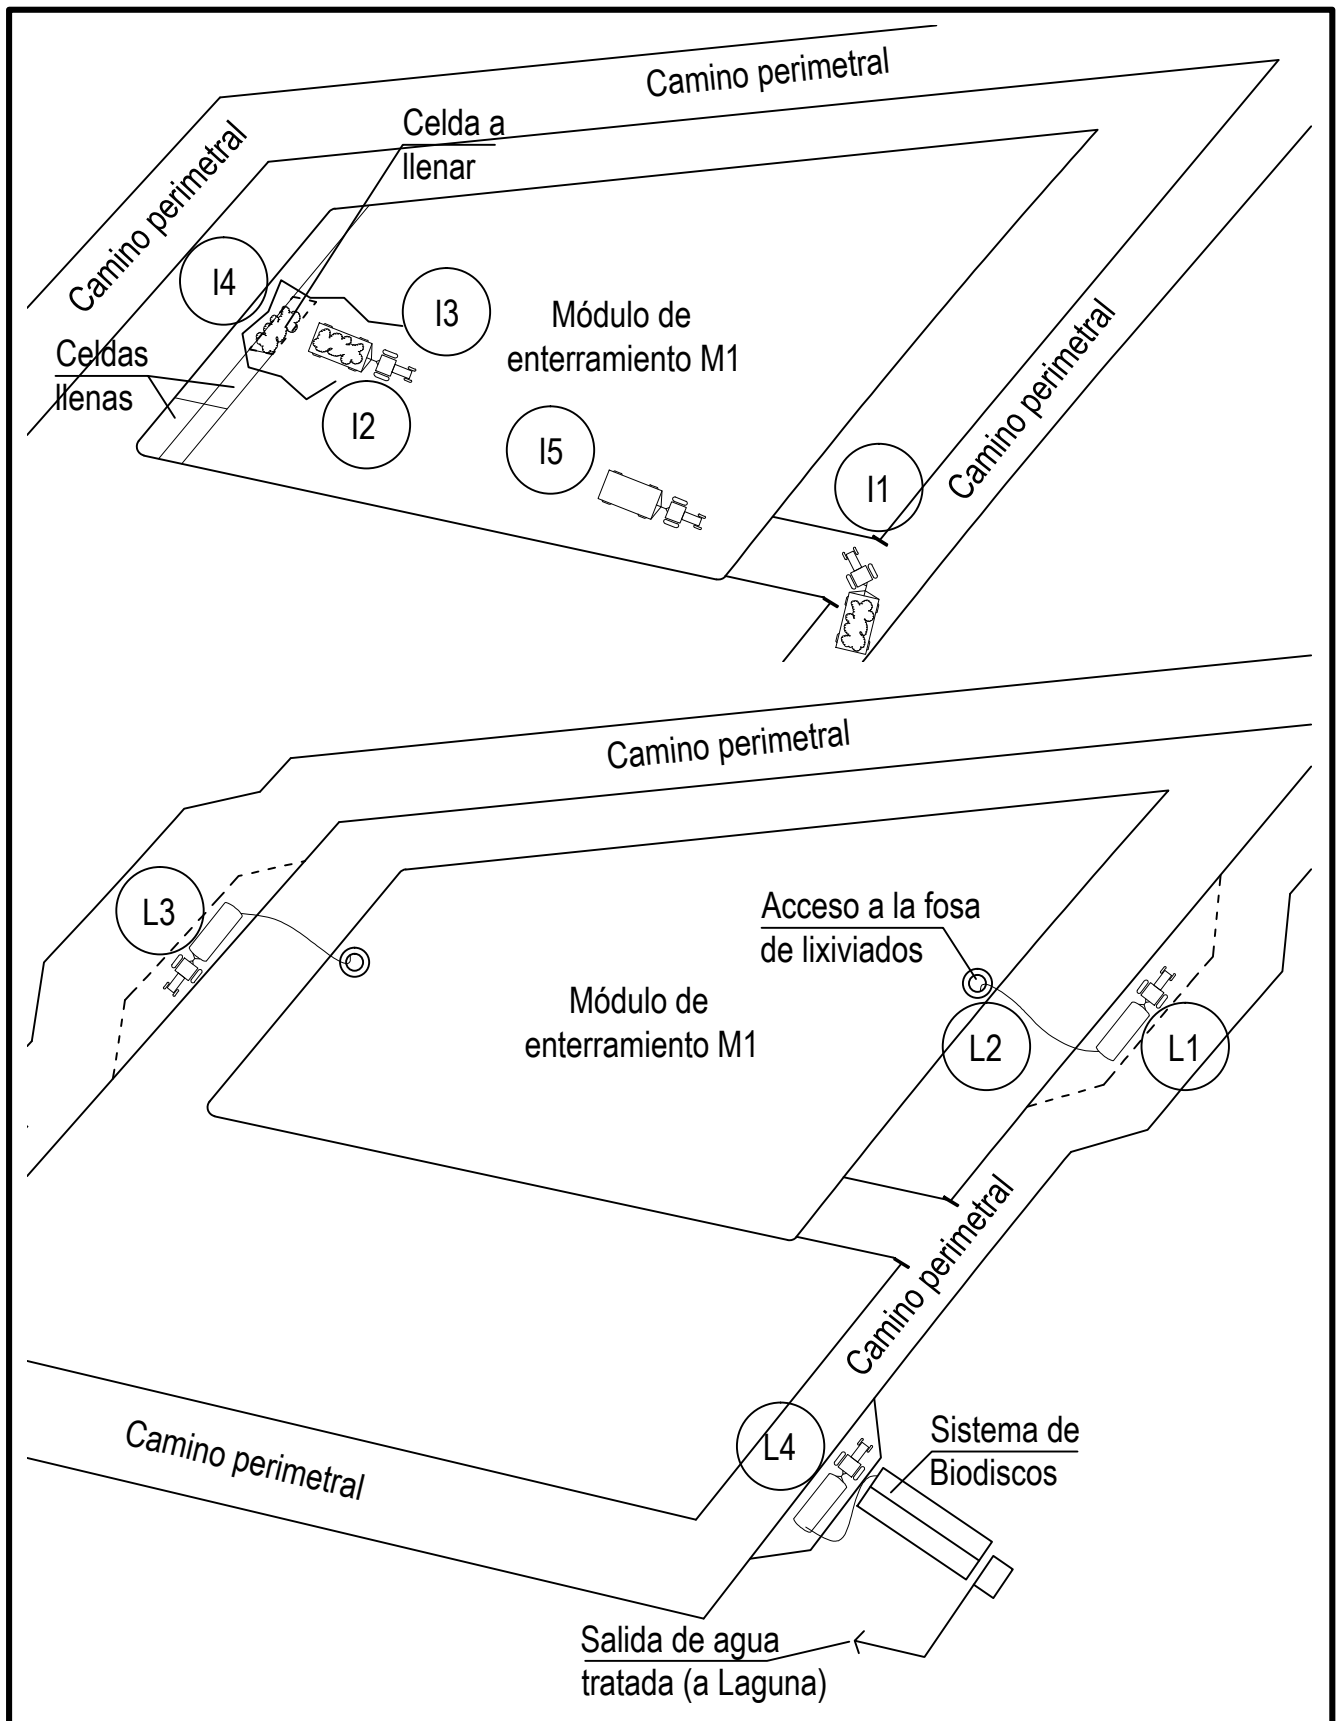 Camino perimetral
Celda a
llenar
Camino perimetral
I4
I3
Módulo de
enterramiento M1
Celdas
llenas
I2
I5
I1
Camino perimetral
Camino perimetral
L3
Acceso a la fosa
de lixiviados
Módulo de
enterramiento M1
L2
L1
Camino perimetral
Camino perimetral
L4
Sistema de
Biodiscos
Salida de agua
tratada (a Laguna)